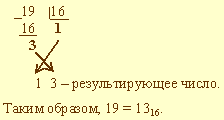 _19 |16
16 1
3
1 3 – результирующее число.
Таким образом, 19 = 13₁₆.